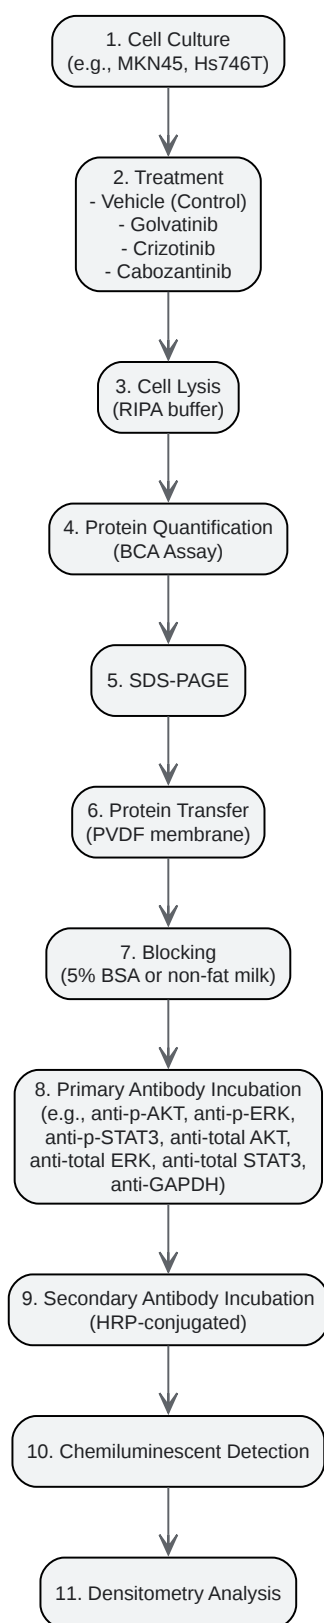 1. Cell Culture
(e.g., MKN45, Hs746T)
2. Treatment
- Vehicle (Control)
- Golvatinib
- Crizotinib
- Cabozantinib
3. Cell Lysis
(RIPA buffer)
4. Protein Quantification
(BCA Assay)
5. SDS-PAGE
6. Protein Transfer
(PVDF membrane)
7. Blocking
(5% BSA or non-fat milk)
8. Primary Antibody Incubation
(e.g., anti-p-AKT, anti-p-ERK,
anti-p-STAT3, anti-total AKT,
anti-total ERK, anti-total STAT3,
anti-GAPDH)
9. Secondary Antibody Incubation
(HRP-conjugated)
10. Chemiluminescent Detection
11. Densitometry Analysis